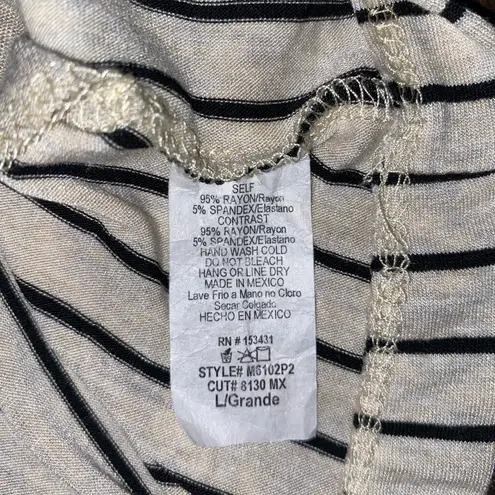 SELF
95% RAYON/Rayon
5% SPANDEX/Elastano
CONTRAST
95% RAYON/Rayon
5% SPANDEX/Elastano
HAND WASH COLD
DO NOT BLEACH
HANG OR LINE DRY
MADE IN MEXICO
Lave Frio a Mano no Cloro
Secar Colgado
HECHO EN MEXICO
RN # 153431
STYLE# M6102P2
CUT# 8130 MX
L/Grande